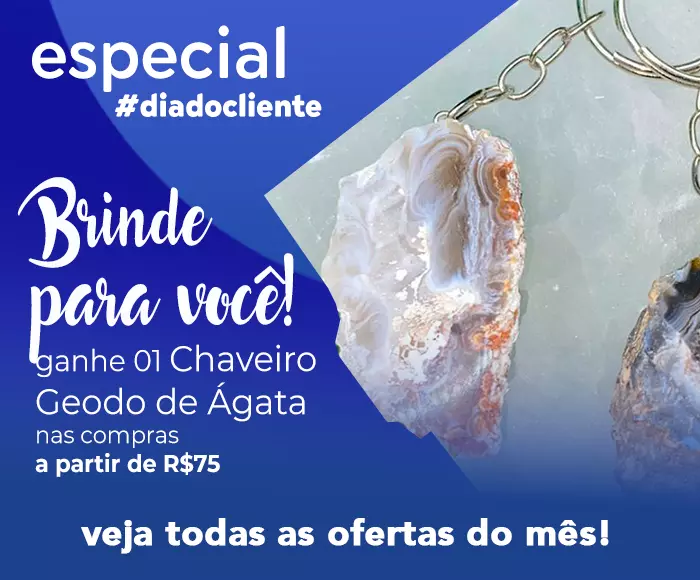 especial
#diadocliente
Brinde
para você!
ganhe 01 Chaveiro
Geodo de Ágata
nas compras
a partir de R$75
veja todas as ofertas do mês!